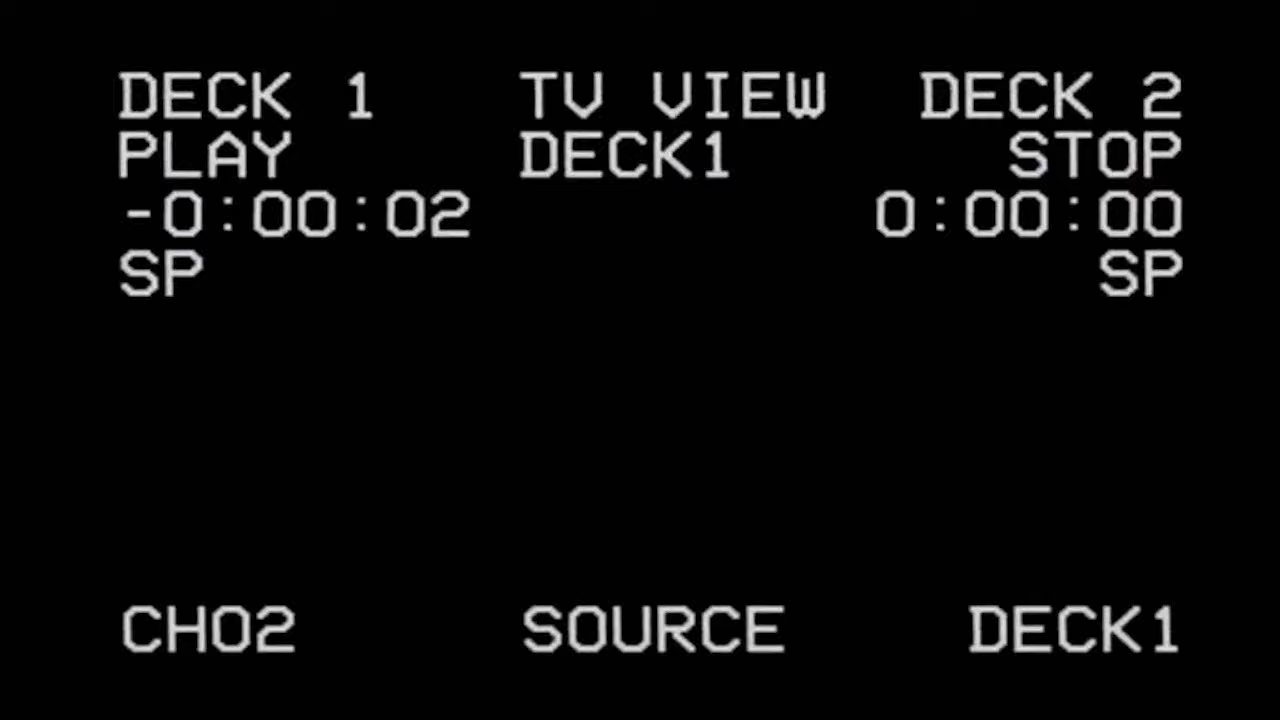 DECK 1 TV VIEW DECK 2
PLAY DECK1 STOP
-0:00:02 0:00:00
SP SP
CH02 SOURCE DECK1